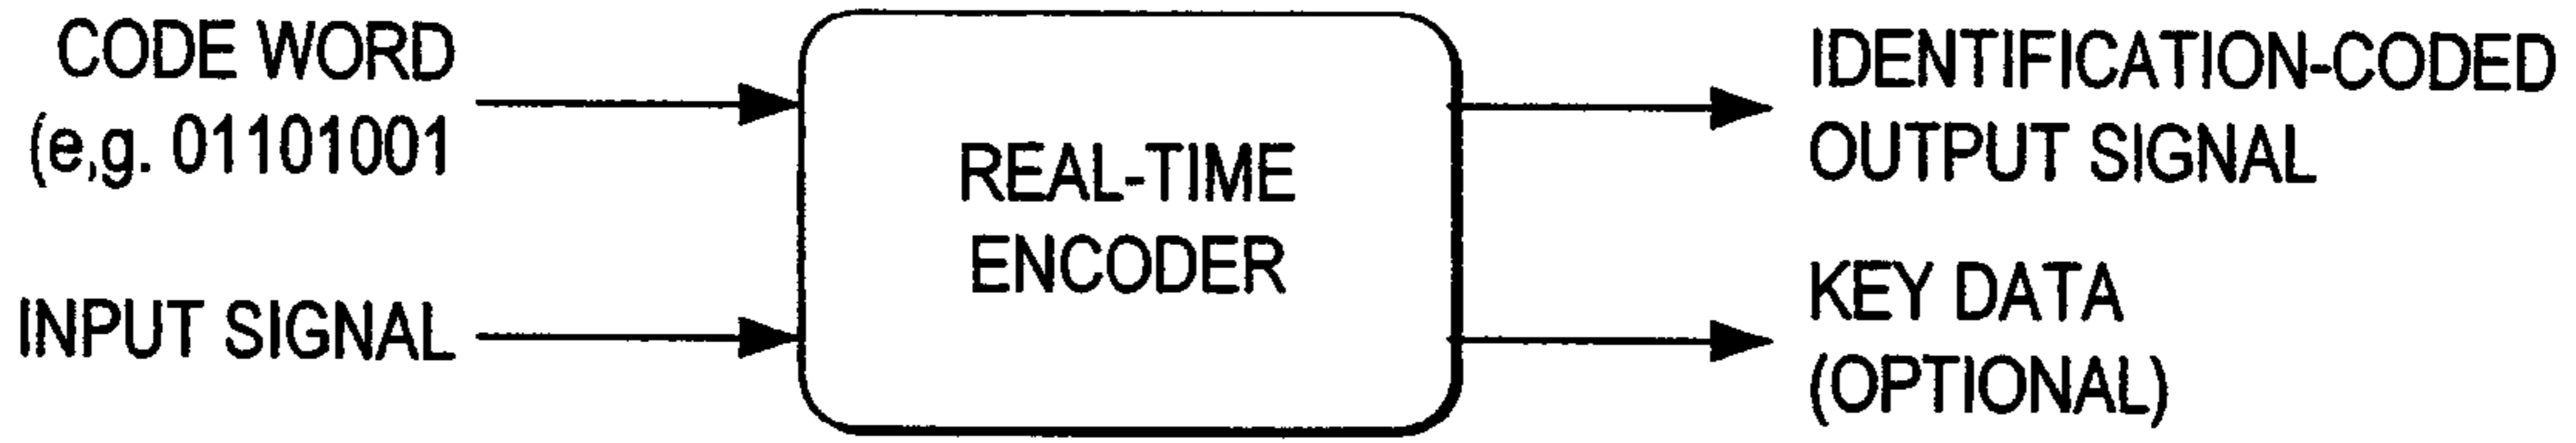 CODE WORD
(e,g. 01101001
INPUT SIGNAL
REAL-TIME
ENCODER
IDENTIFICATION-CODED
OUTPUT SIGNAL
KEY DATA
(OPTIONAL)